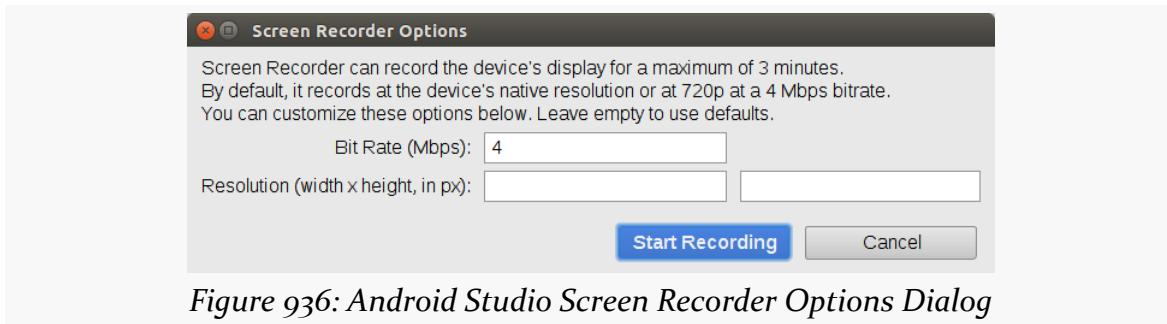 Screen Recorder Options
Screen Recorder can record the device's display for a maximum of 3 minutes.
By default, it records at the device's native resolution or at 720p at a 4 Mbps bitrate.
You can customize these options below. Leave empty to use defaults.
Bit Rate (Mbps): 4
Resolution (width x height, in px):
Start Recording Cancel
Figure 936: Android Studio Screen Recorder Options Dialog